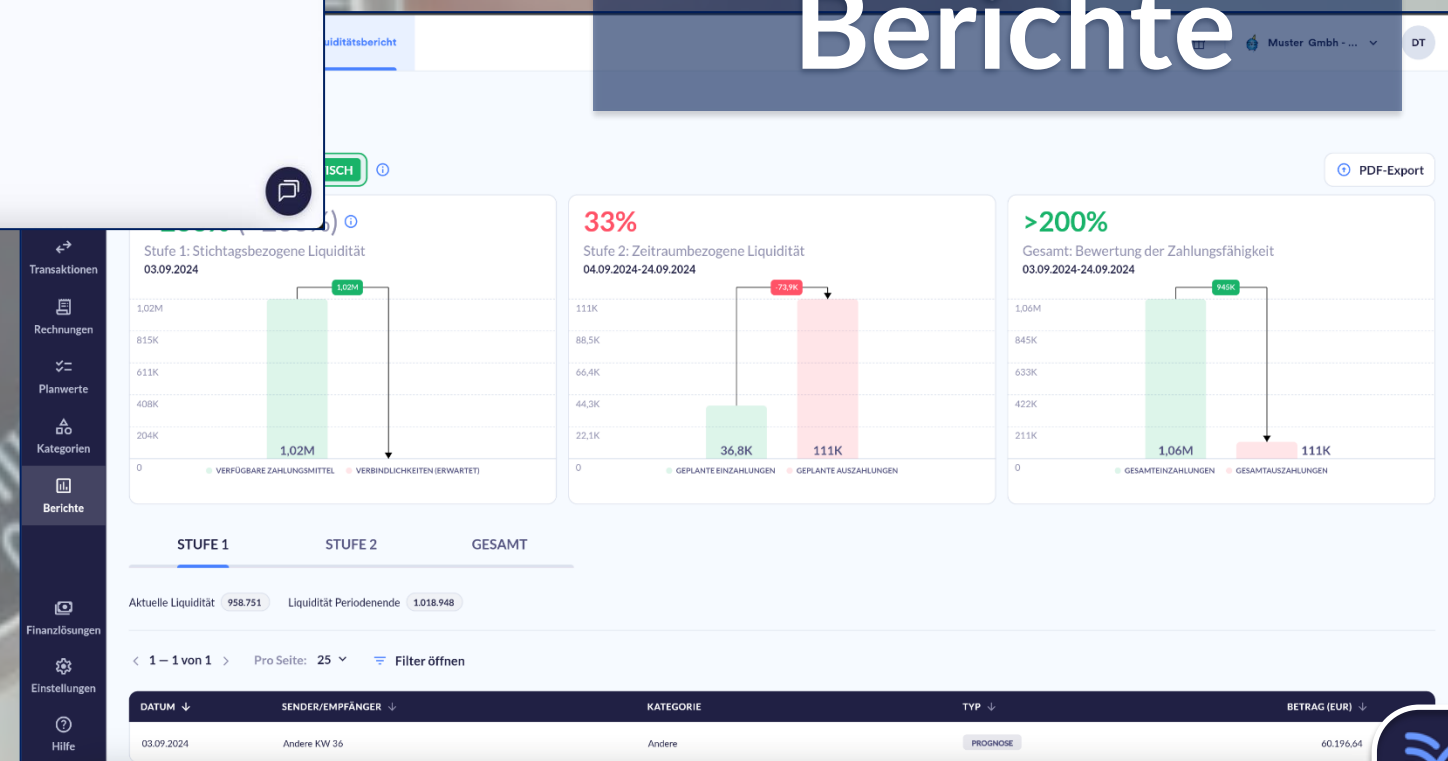 Berichte
Muster Gmbh - ...
DT
PDF-Export
33%
>200%
Stufe 1: Stichtagsbezogene Liquidität
Stufe 2: Zeitraumbezogene Liquidität
Gesamt: Bewertung der Zahlungsfähigkeit
03.09.2024
04.09.2024-24.09.2024
03.09.2024-24.09.2024
1,02M
1,02M
815K
611K
408K
204K
0
1,02M
VERFÜGBARE ZAHLUNGSMITTEL
VERBINDLICHKEITEN (ERWARTET)
-73,9K
111K
88,5K
66,4K
44,3K
22,1K
0
36,8K
111K
GEPLANTE EINZAHLUNGEN
GEPLANTE AUSZAHLUNGEN
945K
1,06M
845K
633K
422K
211K
0
1,06M
111K
GESAMTEINZAHLUNGEN
GESAMTAUSZAHLUNGEN
Transaktionen
Rechnungen
Planwerte
Kategorien
Berichte
Finanzlösungen
Einstellungen
Hilfe
STUFE 1
STUFE 2
GESAMT
Aktuelle Liquidität 958.751 Liquidität Periodenende 1.018.948
1 — 1 von 1 Pro Seite: 25 Filter öffnen
DATUM SENDER/EMPFÄNGER KATEGORIE TYP BETRAG (EUR)
03.09.2024 Andere KW 36 Andere PROGNOSE 60.196,64